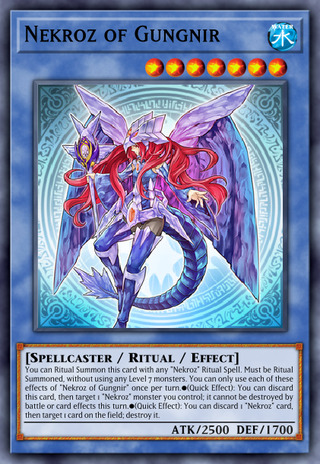 Nekroz of Gungnir
WATER
水
[Spellcaster / Ritual / Effect]
You can Ritual Summon this card with any "Nekroz" Ritual Spell. Must be Ritual
Summoned, without using any Level 7 monsters. You can only use each of these
effects of "Nekroz of Gungnir" once per turn.●(Quick Effect): You can discard
this card, then target 1 "Nekroz" monster you control; it cannot be destroyed by
battle or card effects this turn.●(Quick Effect): You can discard 1 "Nekroz" card,
then target 1 card on the field; destroy it.
ATK/2500 DEF/1700